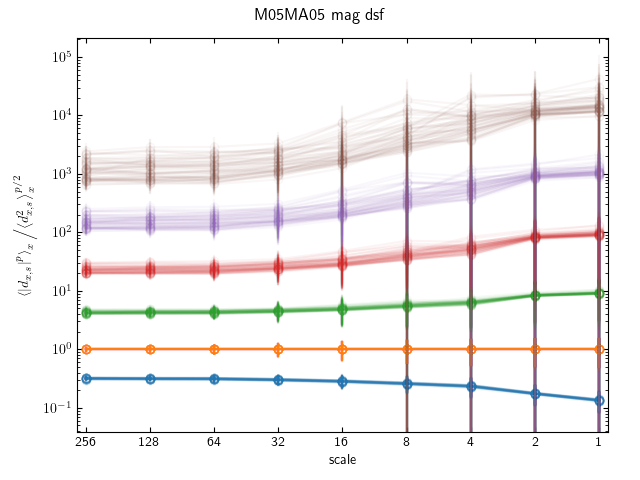 M05MA05 mag dsf
⟨|d_{x,s}|^p⟩_x / ⟨d^2_{x,s}⟩_x^{p/2}
10^5
10^4
10^3
10^2
10^1
10^0
10^{-1}
256 128 64 32 16 8 4 2 1
scale